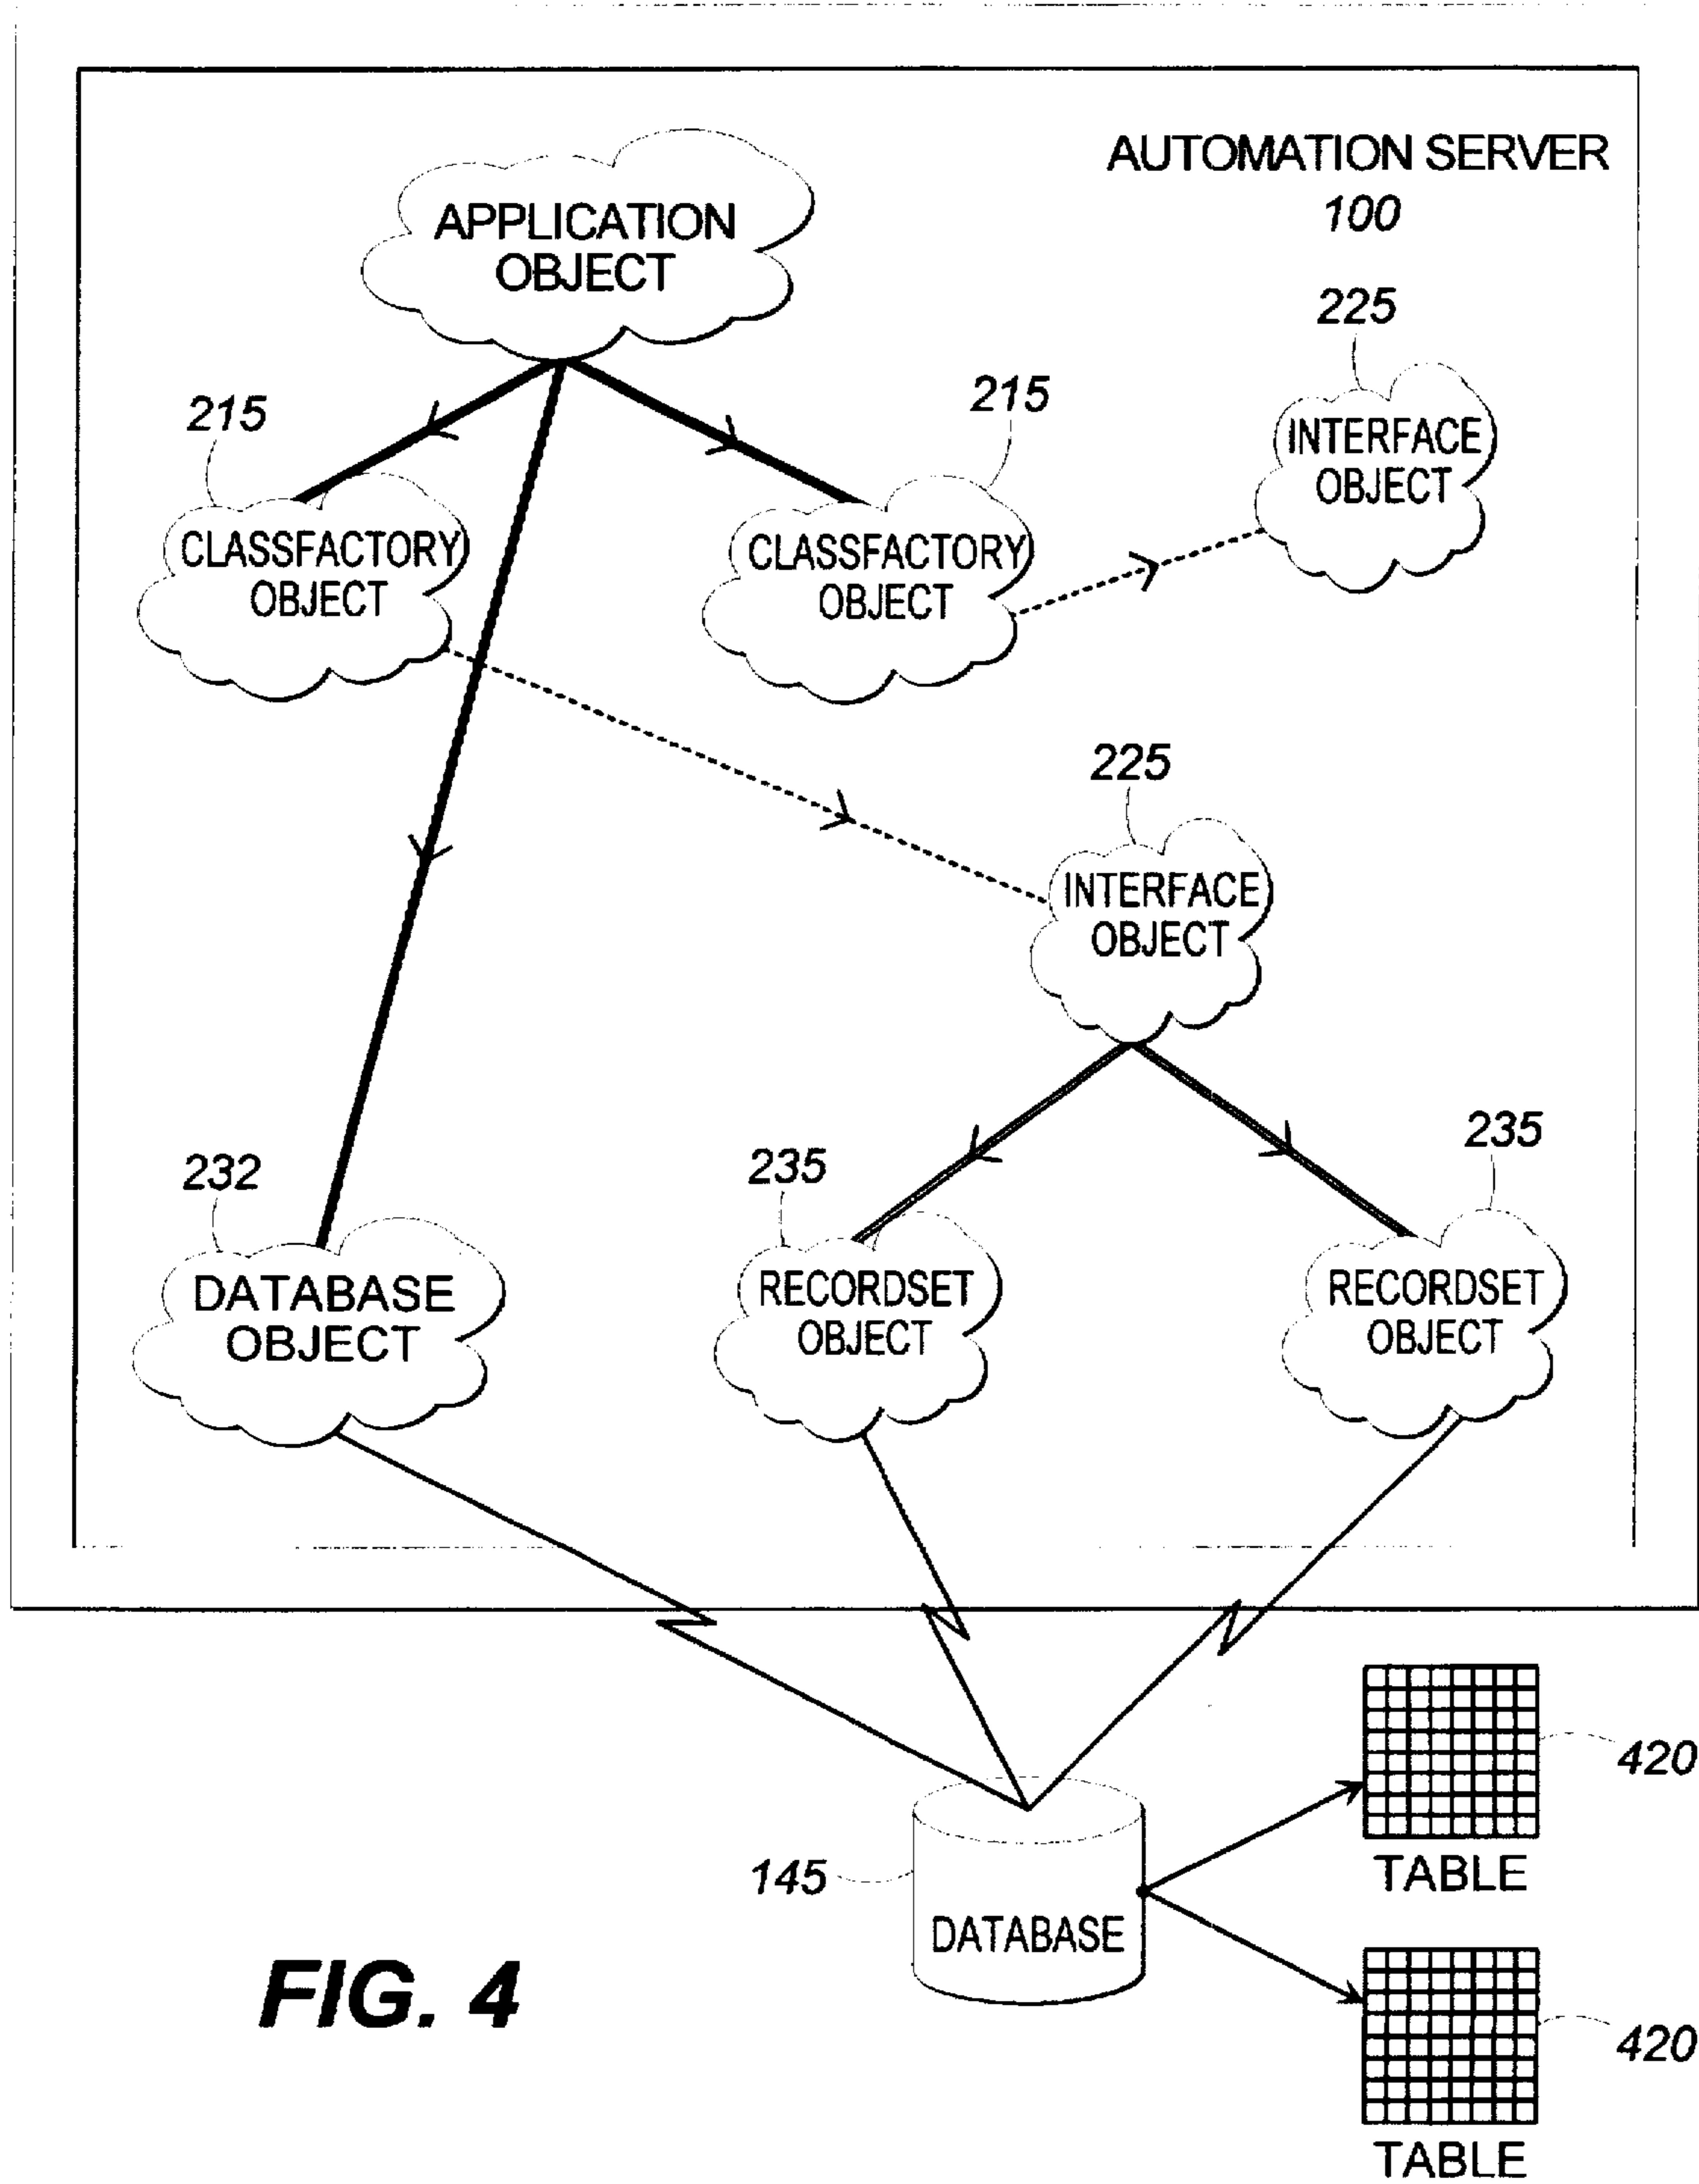 AUTOMATION SERVER
100
APPLICATION
OBJECT
225
INTERFACE
OBJECT
215
CLASSFACTORY
OBJECT
215
CLASSFACTORY
OBJECT
225
INTERFACE
OBJECT
232
DATABASE
OBJECT
235
RECORDSET
OBJECT
235
RECORDSET
OBJECT
420
TABLE
145
DATABASE
420
TABLE
FIG. 4